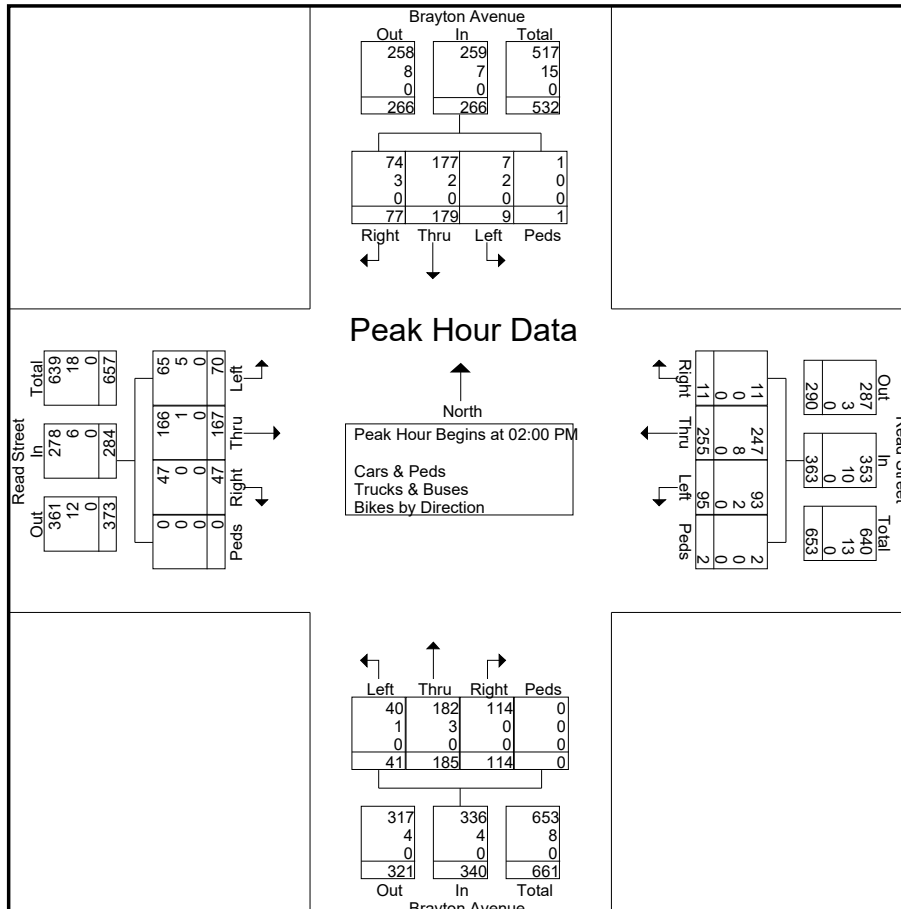 Brayton Avenue
Out In Total
258 259 517
8 7 15
0 0 0
266 266 532
74 177 7 1
3 2 2 0
0 0 0 0
77 179 9 1
Right Thru Left Peds
Peak Hour Data
North
Peak Hour Begins at 02:00 PM
Cars & Peds
Trucks & Buses
Bikes by Direction
Read Street
Total In Out
639 278 361
18 6 12
0 0 0
657 284 373
Left Thru Right Peds
65 166 47 0
5 1 0 0
0 0 0 0
70 167 47 0
Right Thru Left Peds
11 247 93 2
0 8 2 0
0 0 0 0
11 255 95 2
Read Street
Out In Total
287 353 640
3 10 13
0 0 0
290 363 653
Left Thru Right Peds
40 182 114 0
1 3 0 0
0 0 0 0
41 185 114 0
317 336 653
4 4 8
0 0 0
321 340 661
Out In Total
Brayton Avenue